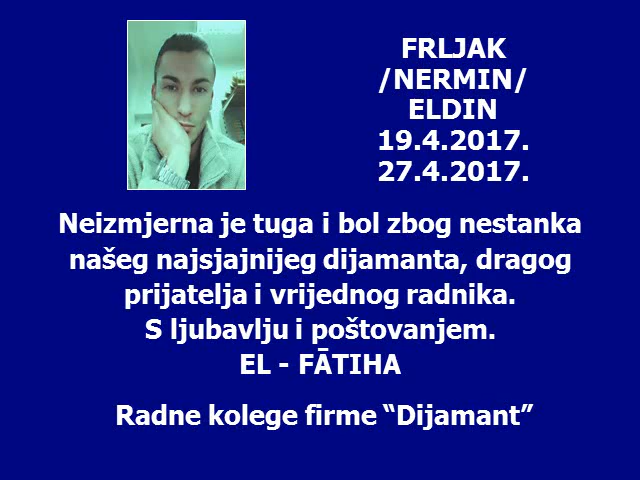 FRLJAK
/NERMIN/
ELDIN
19.4.2017.
27.4.2017.
Neizmjerna je tuga i bol zbog nestanka
našeg najsjajnijeg dijamanta, dragog
prijatelja i vrijednog radnika.
S ljubavlju i poštovanjem.
EL - FĀTIHA
Radne kolege firme “Dijamant”